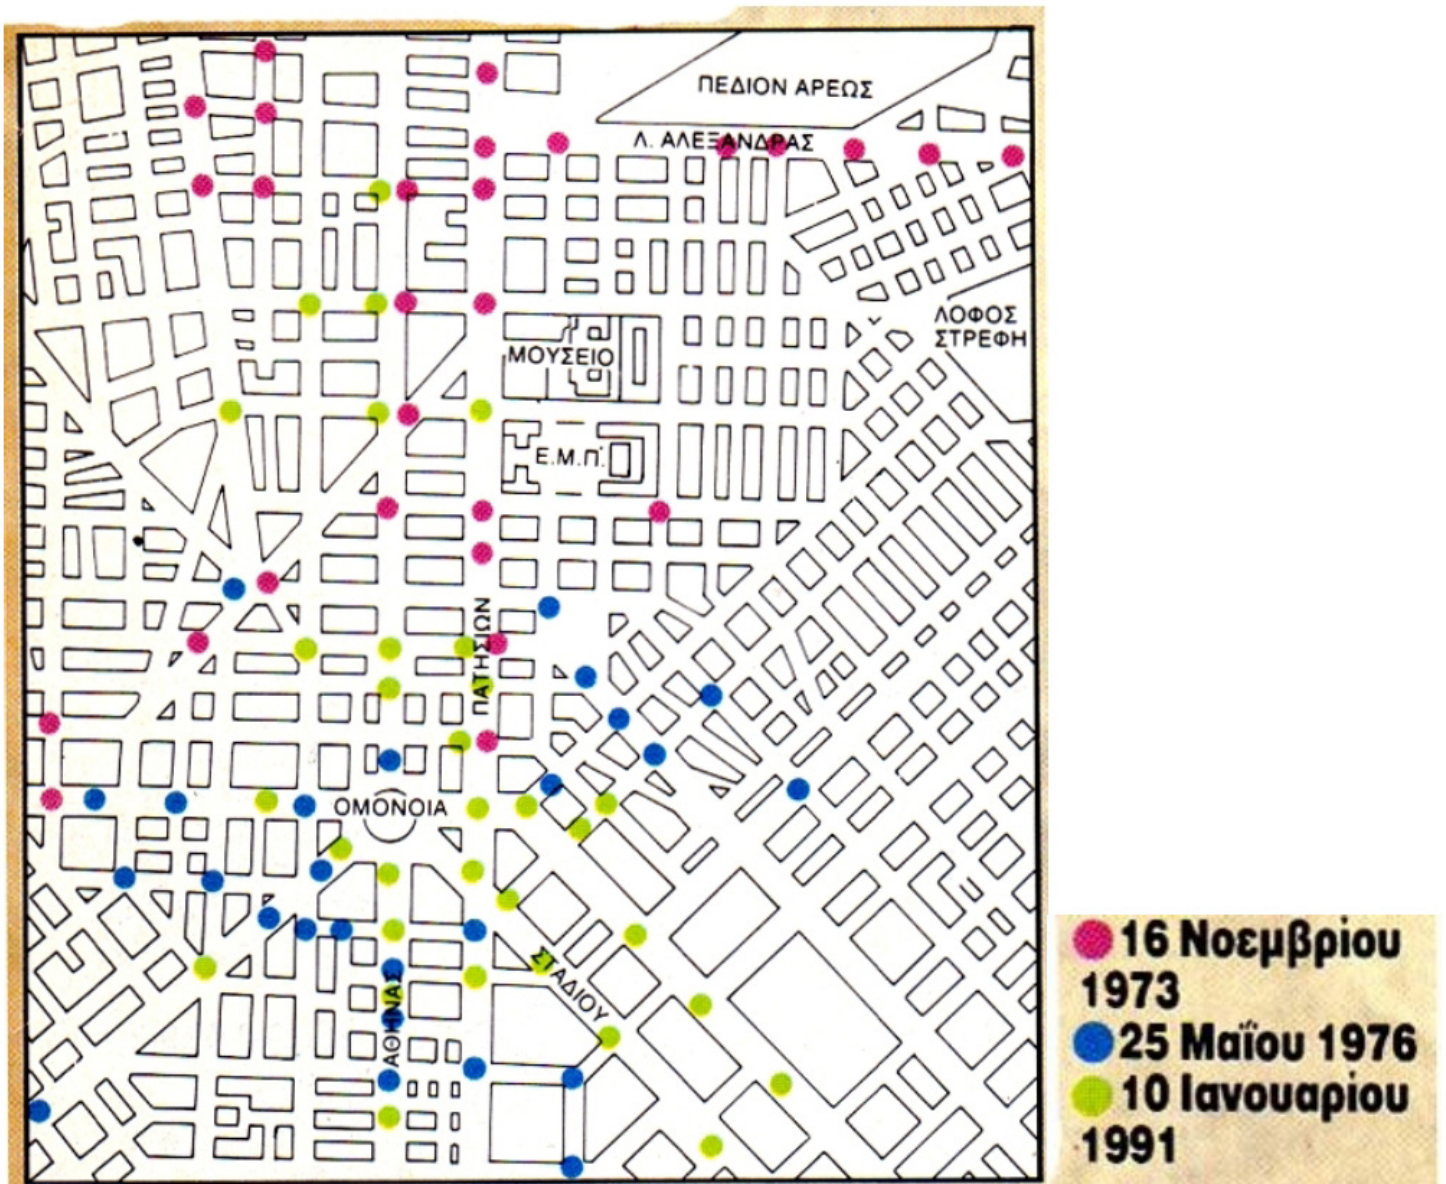 ΠΕΔΙΟΝ ΑΡΕΩΣ
Λ. ΑΛΕΞΑΝΔΡΑΣ
ΛΟΦΟΣ
ΣΤΡΕΦΗ
ΜΟΥΣΕΙΟ
Ε.Μ.Π.
ΠΑΤΗΣΙΩΝ
ΟΜΟΝΟΙΑ
ΣΤΑΔΙΟΥ
ΑΘΗΝΑΣ
16 Νοεμβρίου
1973
25 Μαΐου 1976
10 Ιανουαρίου
1991